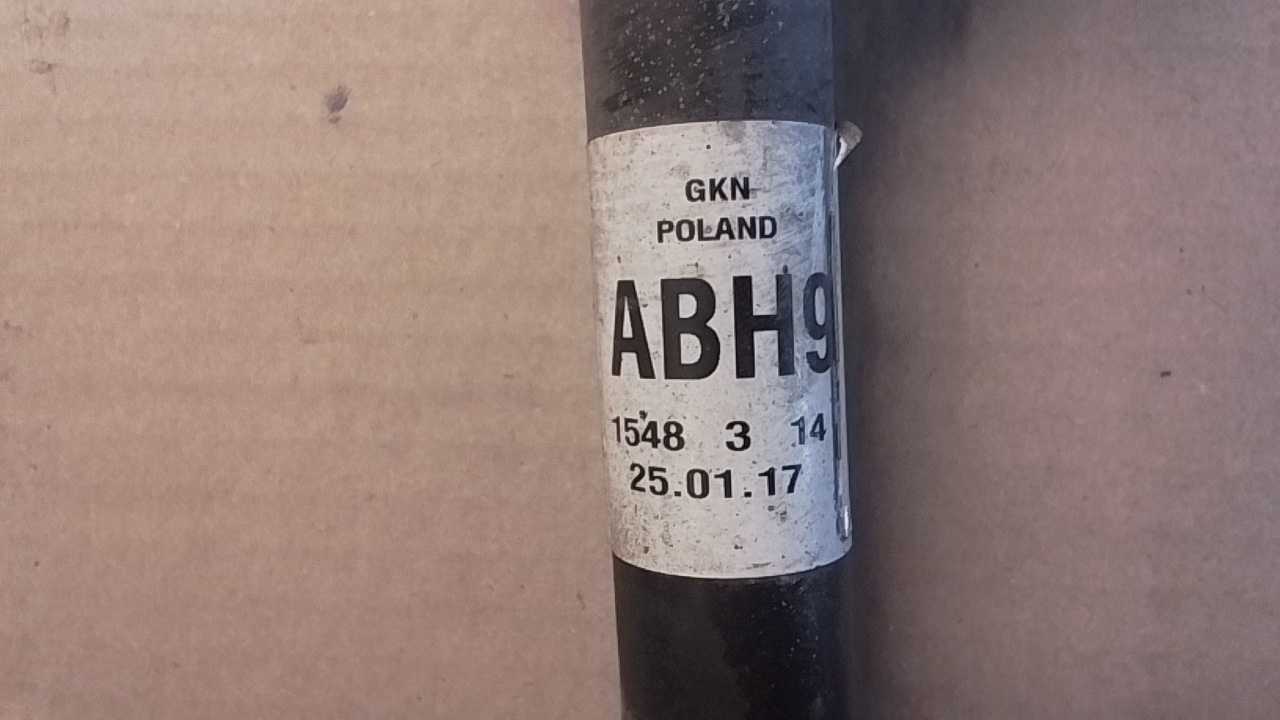 GKN
POLAND
ABH9
1548 3 14
25.01.17